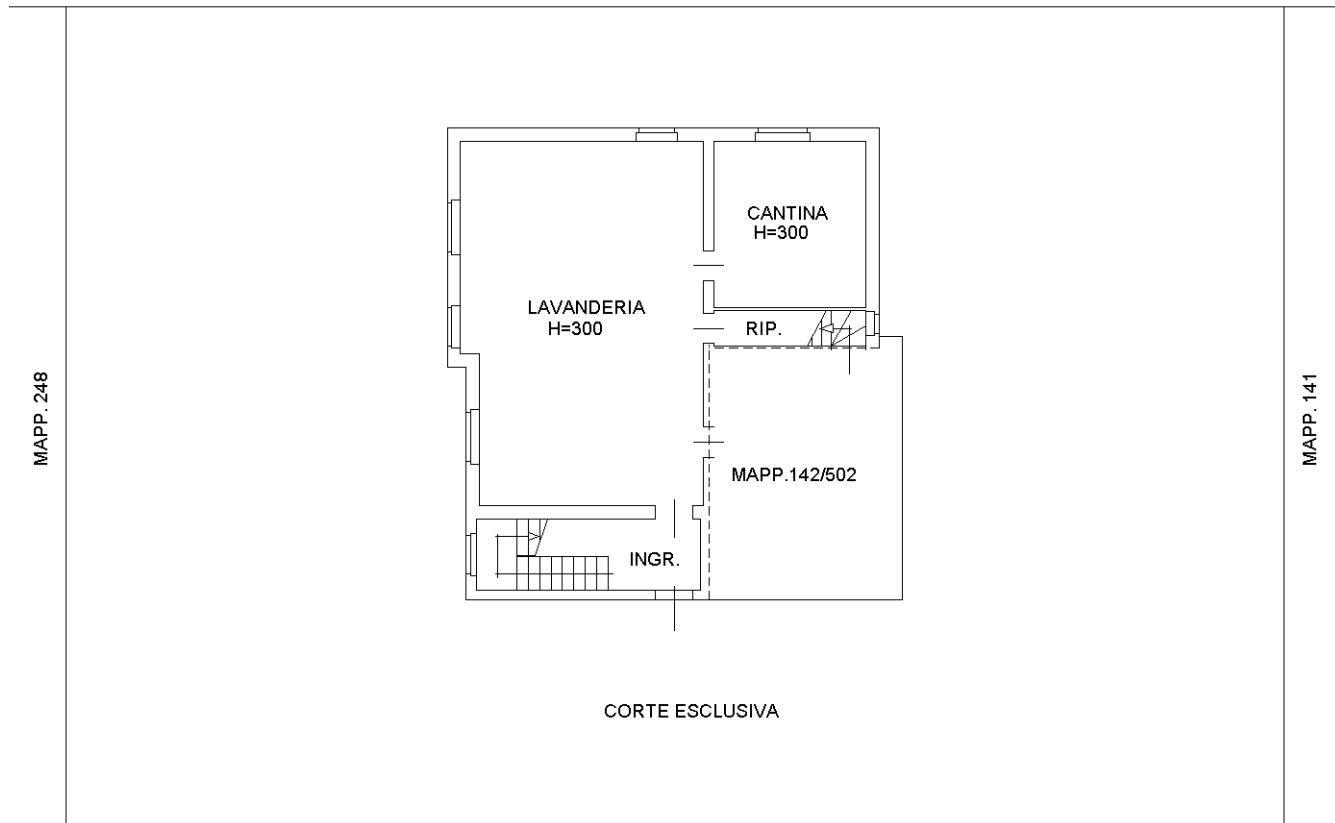 CANTINA
H=300
LAVANDERIA
H=300
RIP.
MAPP. 248
MAPP. 141
MAPP.142/502
INGR.
CORTE ESCLUSIVA